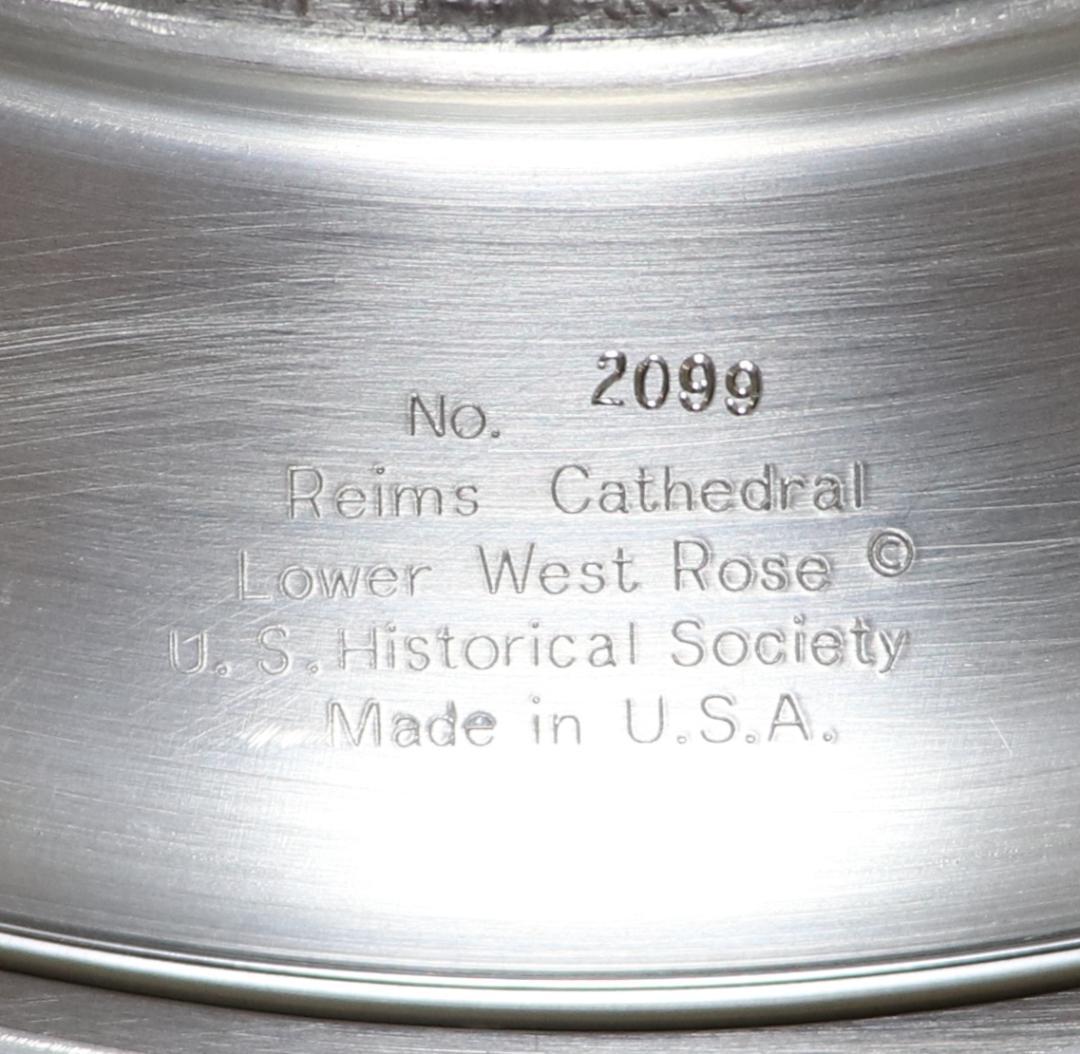 No. 2099
Reims Cathedral
Lower West Rose ©
U. S. Historical Society
Made in U.S.A.